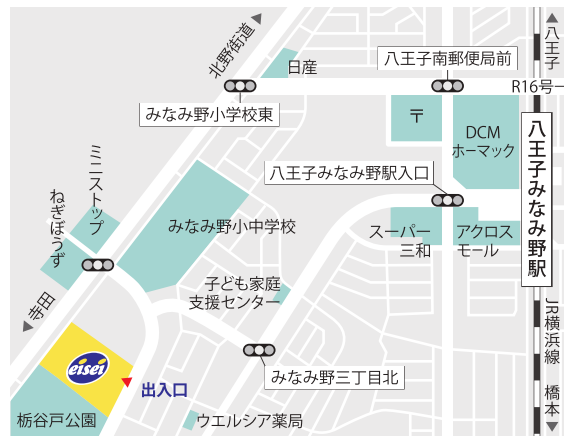 北野街道
日産
八王子南郵便局前
八王子
R16号
みなみ野小学校東
〒
DCM
ホーマック
八王子みなみ野駅入口
八王子みなみ野駅
ミニストップ
ねぎぼうず
みなみ野小中学校
スーパー
三和
アクロス
モール
子ども家庭
支援センター
寺田
JR横浜線
橋本
eisei
みなみ野三丁目北
出入口
栃谷戸公園
ウエルシア薬局